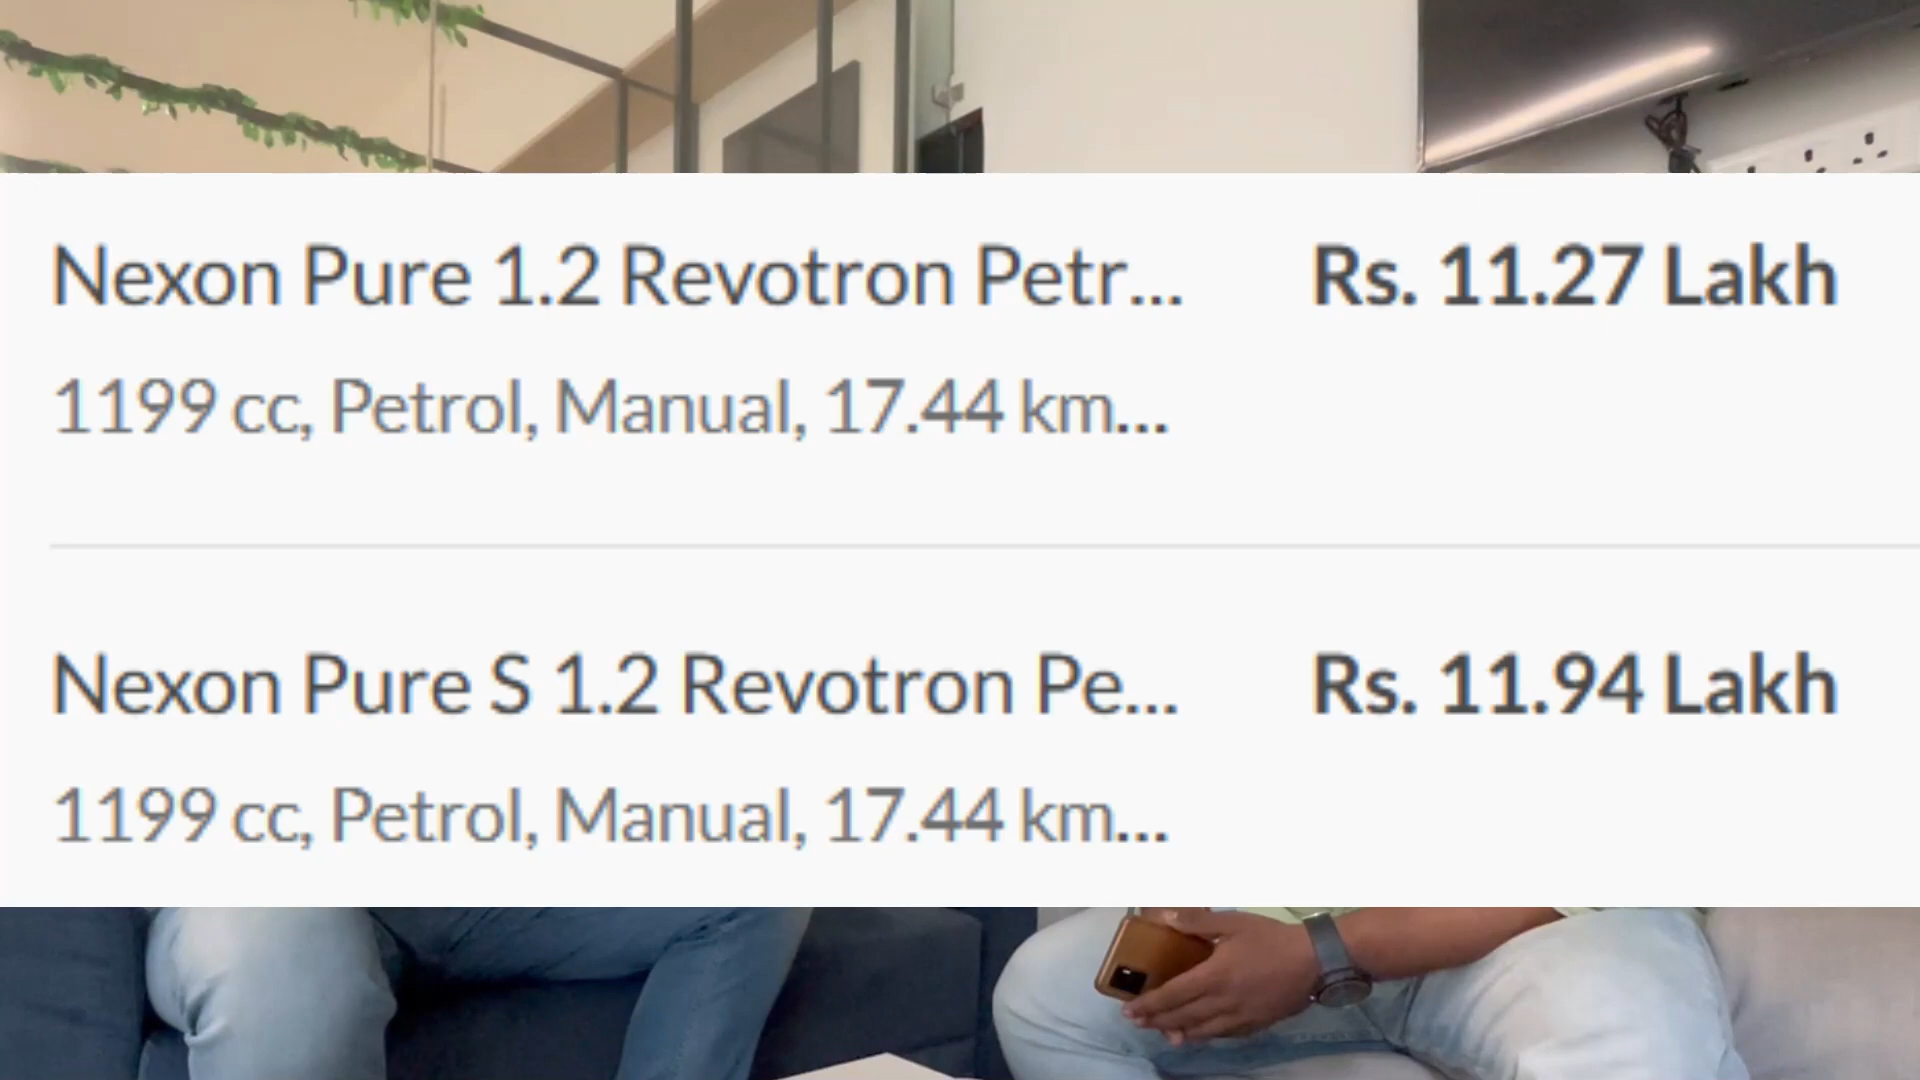 Nexon Pure 1.2 Revotron Petr... Rs. 11.27 Lakh
1199 cc, Petrol, Manual, 17.44 km...
Nexon Pure S 1.2 Revotron Pe... Rs. 11.94 Lakh
1199 cc, Petrol, Manual, 17.44 km...